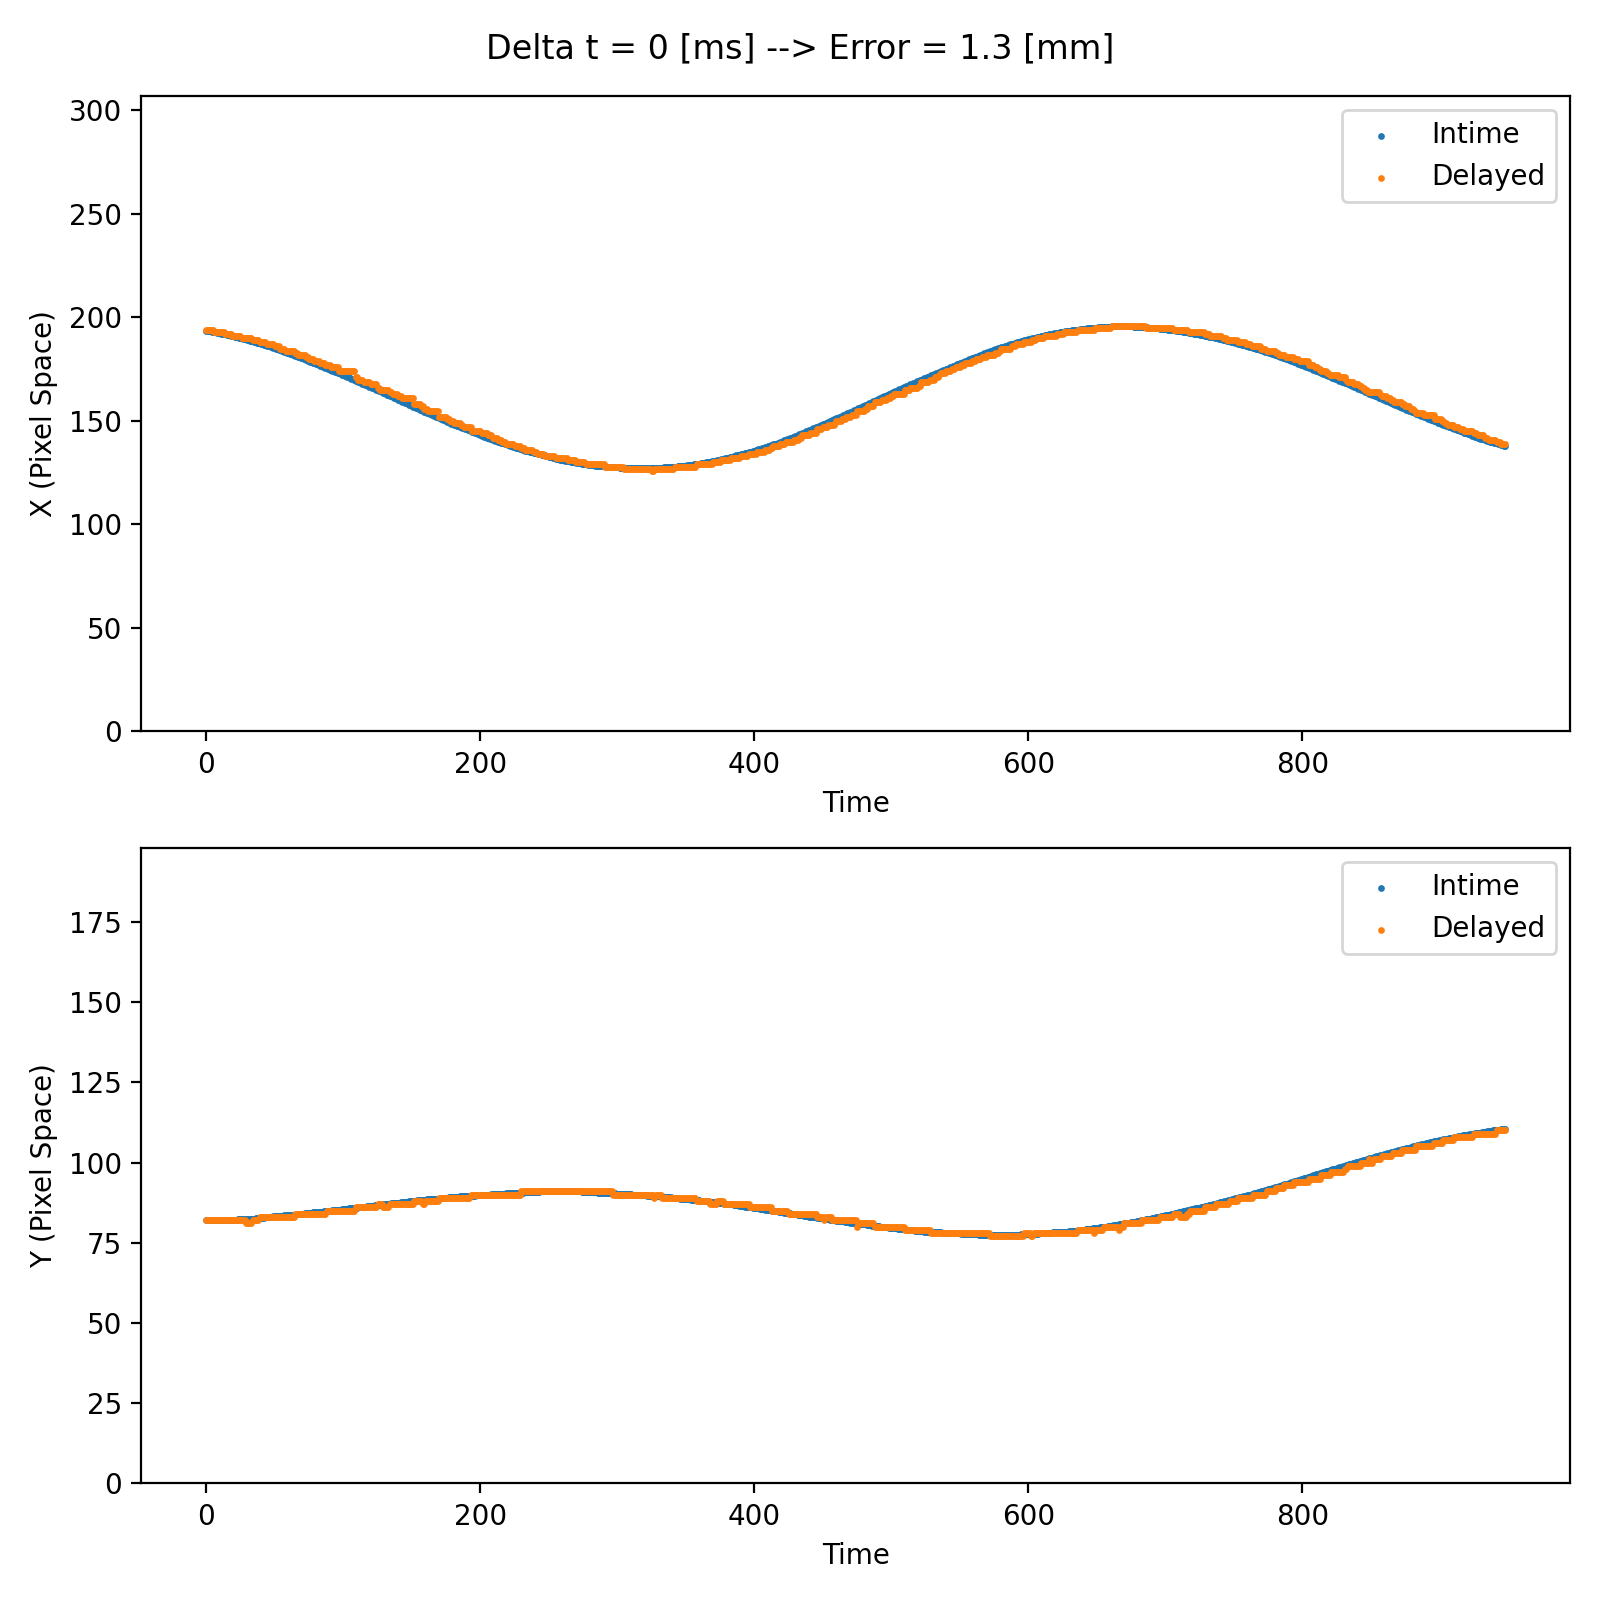 Delta t = 0 [ms] --> Error = 1.3 [mm]
300
250
200
150
100
50
0
X (Pixel Space)
Intime
Delayed
0 200 400 600 800
Time
175
150
125
100
75
50
25
0
Y (Pixel Space)
Intime
Delayed
0 200 400 600 800
Time